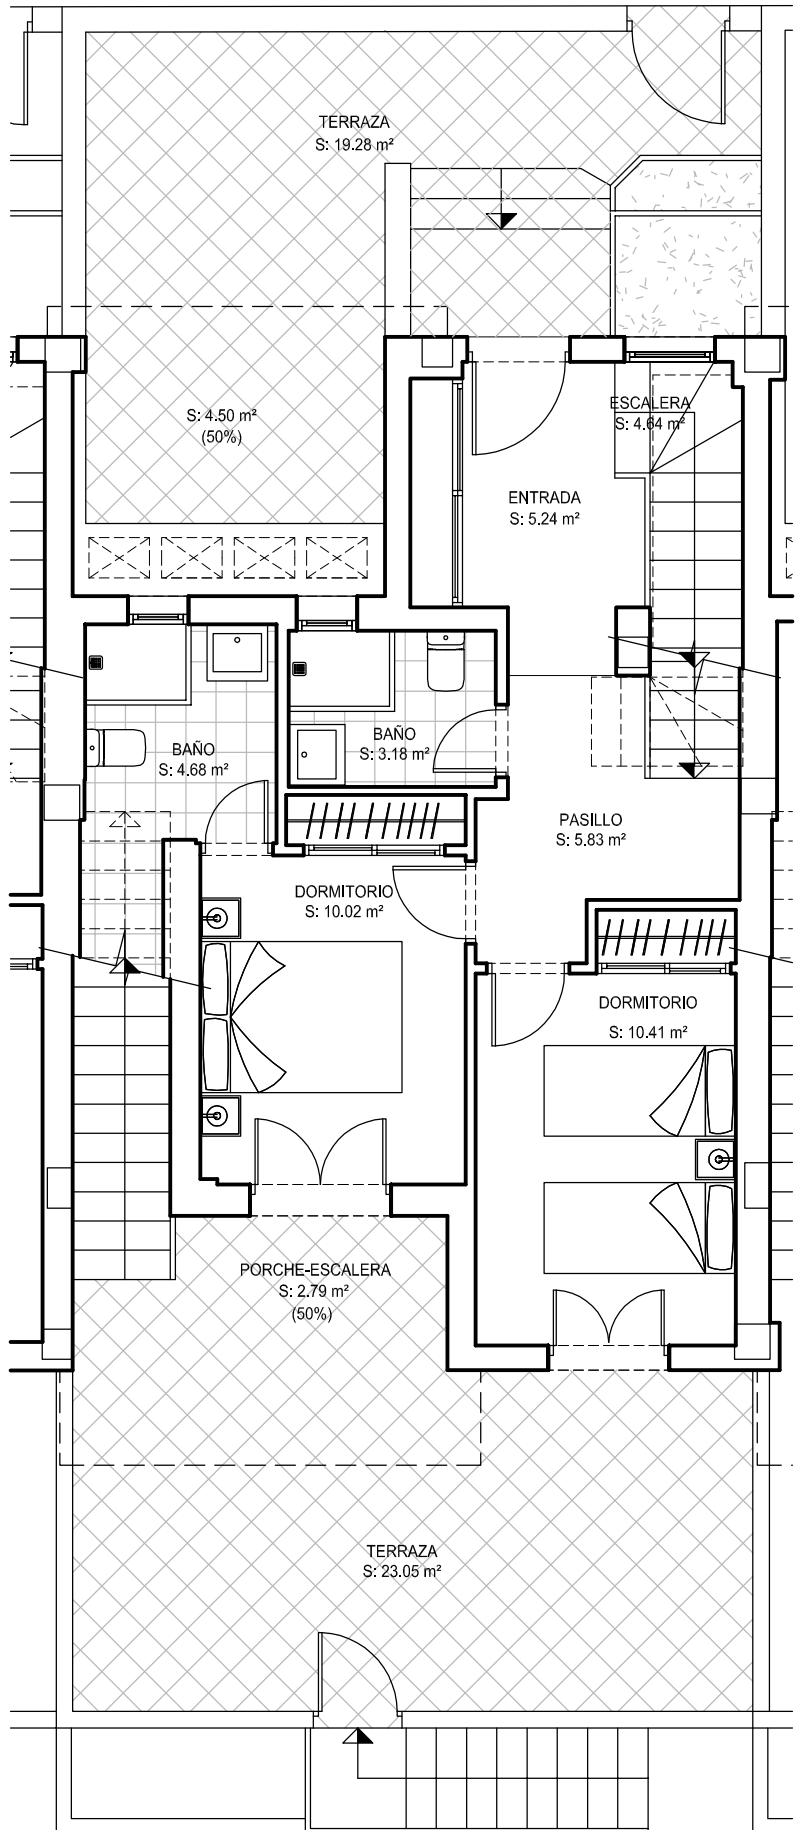 TERRAZA
S: 19.28 m²
S: 4.50 m²
(50%)
ESCALERA
S: 4.64 m²
ENTRADA
S: 5.24 m²
BAÑO
S: 4.68 m²
BAÑO
S: 3.18 m²
PASILLO
S: 5.83 m²
DORMITORIO
S: 10.02 m²
DORMITORIO
S: 10.41 m²
PORCHE-ESCALERA
S: 2.79 m²
(50%)
TERRAZA
S: 23.05 m²